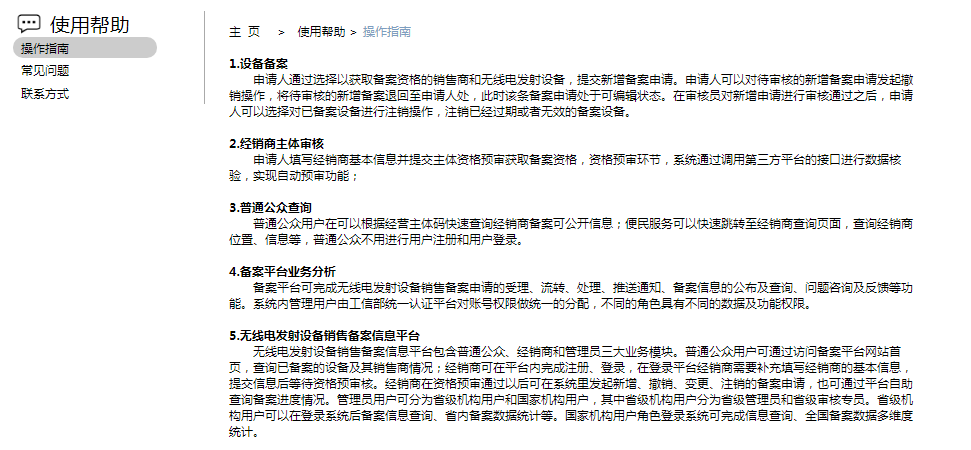 使用帮助
操作指南
常见问题
联系方式
主 页 > 使用帮助 > 操作指南
1.设备备案
申请人通过选择以获取备案资格的销售商和无线电发射设备，提交新增备案申请。申请人可以对待审核的新增备案申请发起撤
销操作，将待审核的新增备案退回至申请人处，此时该条备案申请处于可编辑状态。在审核员对新增申请进行审核通过之后，申请
人可以选择对已备案设备进行注销操作，注销已经过期或者无效的备案设备。
2.经销商主体审核
申请人填写经销商基本信息并提交主体资格预审获取备案资格，资格预审环节，系统通过调用第三方平台的接口进行数据核
验，实现自动预审功能；
3.普通公众查询
普通公众用户在可以根据经营主体码快速查询经销商备案可公开信息；便民服务可以快速跳转至经销商查询页面，查询经销商
位置、信息等，普通公众不用进行用户注册和用户登录。
4.备案平台业务分析
备案平台可完成无线电发射设备销售备案申请的受理、流转、处理、推送通知、备案信息的公布及查询、问题咨询及反馈等功
能。系统内管理用户由工信部统一认证平台对账号权限做统一的分配，不同的角色具有不同的数据及功能权限。
5.无线电发射设备销售备案信息平台
无线电发射设备销售备案信息平台包含普通公众、经销商和管理员三大业务模块。普通公众用户可通过访问备案平台网站首
页，查询已备案的设备及其销售商情况；经销商可在平台内完成注册、登录，在登录平台经销商需要补充填写经销商的基本信息，
提交信息后等待资格预审核。经销商在资格预审通过以后可在系统里发起新增、撤销、变更、注销的备案申请，也可通过平台自助
查询备案进度情况。管理员用户可分为省级机构用户和国家机构用户，其中省级机构用户分为省级管理员和省级审核专员。省级机
构用户可以在登录系统后备案信息查询、省内备案数据统计等。国家机构用户角色登录系统可完成信息查询、全国备案数据多维度
统计。